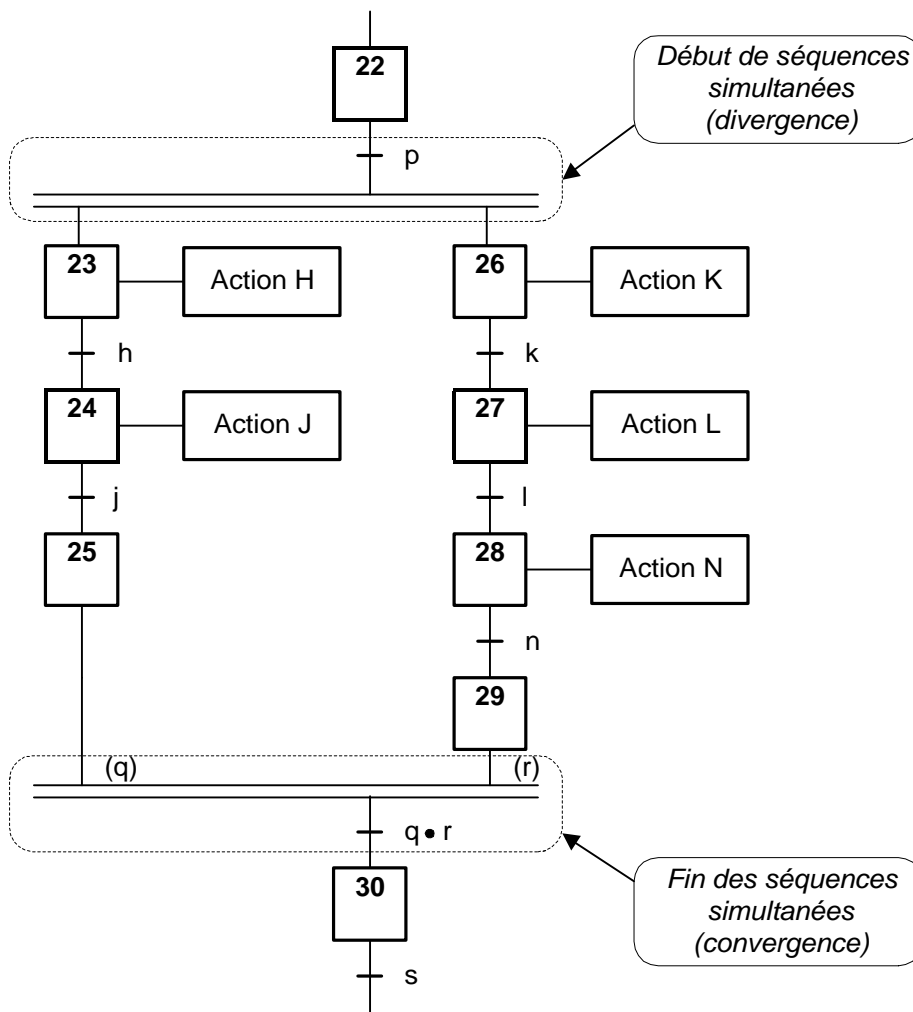 22
Début de séquences
simultanées
(divergence)
p
23
Action H
26
Action K
h
k
24
Action J
27
Action L
j
l
25
28
Action N
n
29
(q)
(r)
q • r
30
Fin des séquences
simultanées
(convergence)
s